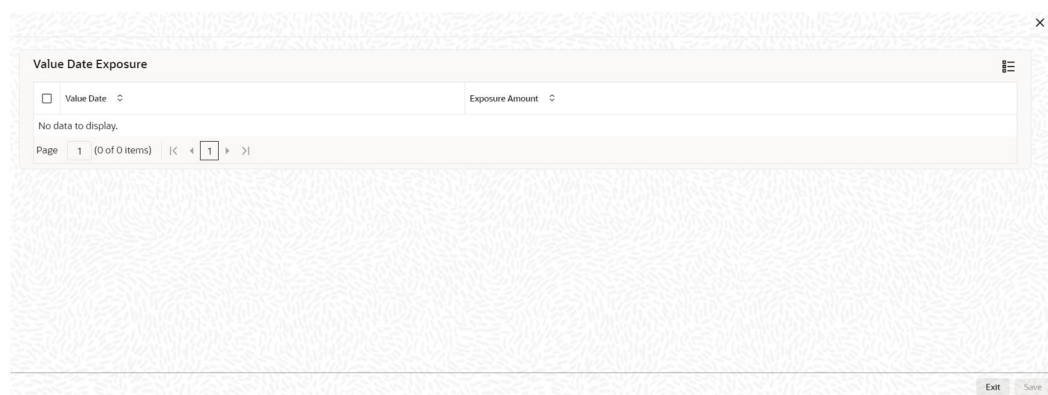 Value Date Exposure
Value Date Exposure Amount
No data to display.
Page 1 (0 of 0 items) 1
Exit Save